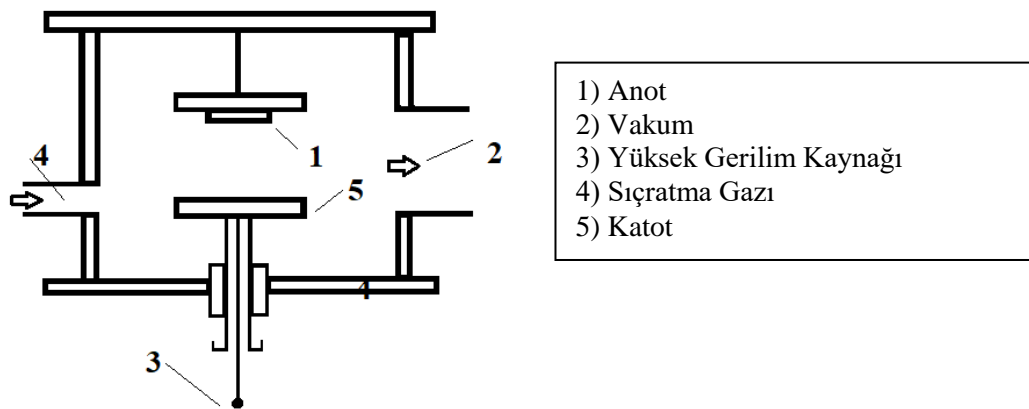 1
2
4
5
4
3
1) Anot
2) Vakum
3) Yüksek Gerilim Kaynağı
4) Sıçratma Gazı
5) Katot